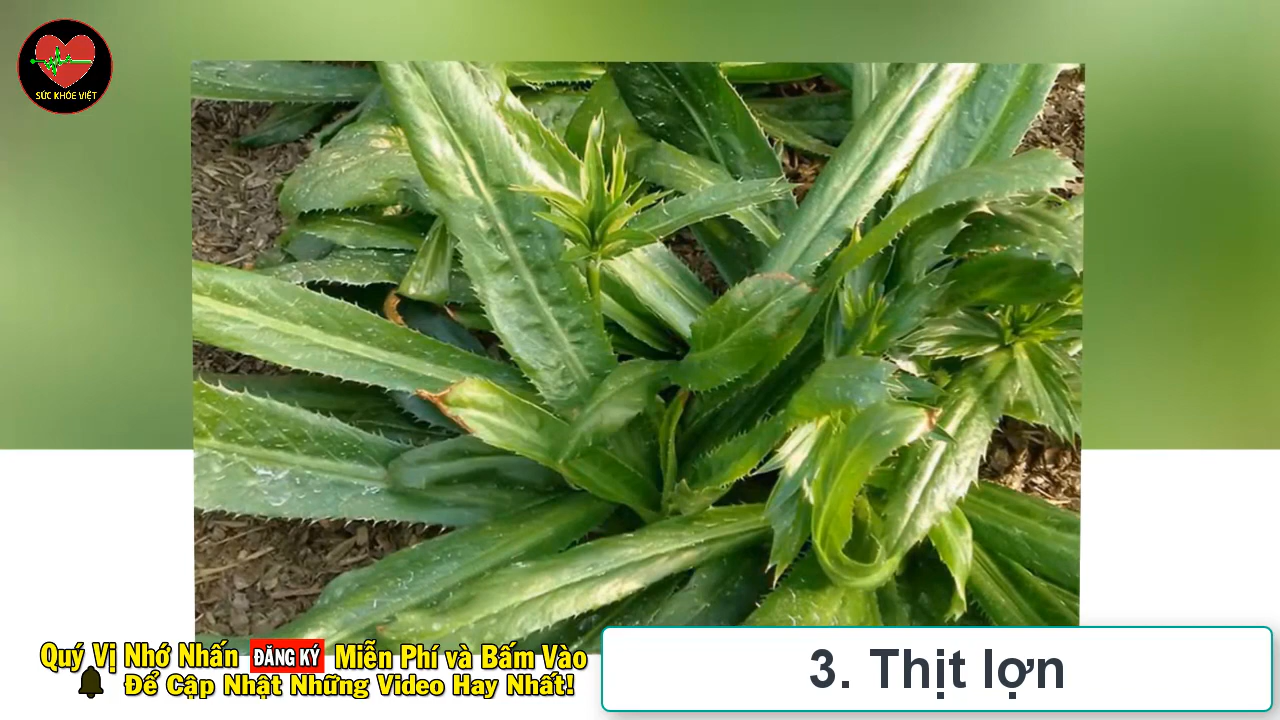 SỨC KHỎE VIỆT
Quý Vị Nhớ Nhấn ĐĂNG KÝ Miễn Phí và Bấm Vào
Để Cập Nhật Những Video Hay Nhất!
3. Thịt lợn